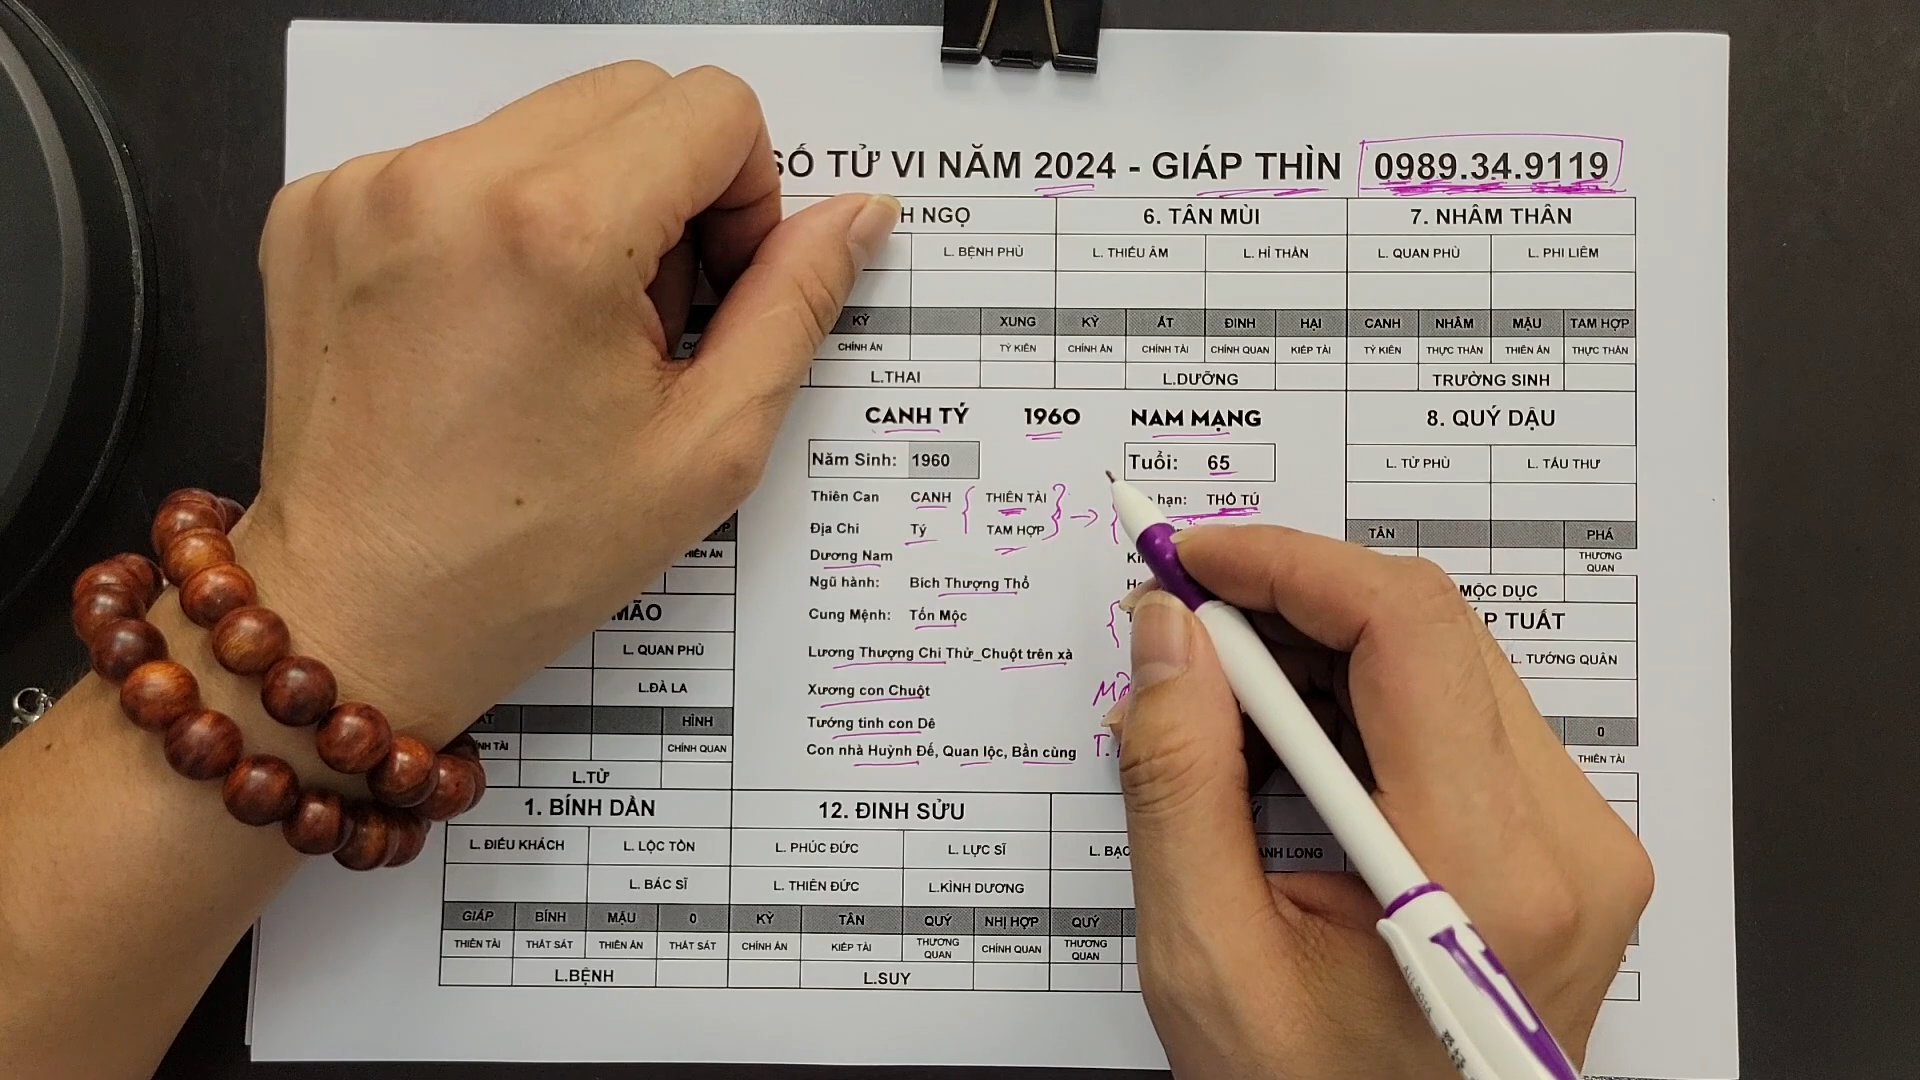 SỐ TỬ VI NĂM 2024 - GIÁP THÌN 0989.34.9119
NGỌ 6. TÂN MÙI 7. NHÂM THÂN
L. BỆNH PHÙ L. THIẾU ÂM L. HỈ THẦN L. QUAN PHỦ L. PHI LIÊM
KỶ XUNG KỶ ẤT ĐINH HẠI CANH NHÂM MẬU TAM HỢP
CHÍNH ẤN TỶ KIÊN CHÍNH ẤN CHÍNH TÀI CHÍNH QUAN KIẾP TÀI TỶ KIÊN THỰC THẦN THIÊN ẤN THỰC THẦN
L.THAI L.DƯỠNG TRƯỜNG SINH
CANH TÝ 1960 NAM MẠNG 8. QUÝ DẬU
Năm Sinh: 1960 Tuổi: 65 L. TỬ PHÙ L. TẤU THƯ
Thiên Can CANH THIÊN TÀI hạn: THỔ TÚ
Địa Chi Tý TAM HỢP TÂN PHÁ
Dương Nam THƯƠNG QUAN
Ngũ hành: Bích Thượng Thổ MỘC DỤC
Cung Mệnh: Tốn Mộc
MÃO TUẤT
L. QUAN PHÙ Lương Thượng Chi Thử_Chuột trên xà L. TƯỚNG QUÂN
L.ĐÀ LA Xương con Chuột
HÌNH Tướng tinh con Dê 0
CHÍNH QUAN Con nhà Huỳnh Đế, Quan lộc, Bần cùng THIÊN TÀI
L.TỬ
1. BÍNH DẦN 12. ĐINH SỬU
L. ĐIẾU KHÁCH L. LỘC TỒN L. PHÚC ĐỨC L. LỰC SĨ
L. BÁC SĨ L. THIÊN ĐỨC L.KÌNH DƯƠNG
GIÁP BÍNH MẬU 0 KỶ TÂN QUÝ NHỊ HỢP QUÝ
THIÊN TÀI THẤT SÁT THIÊN ẤN THẤT SÁT CHÍNH ẤN KIẾP TÀI THƯƠNG QUAN CHÍNH QUAN THƯƠNG QUAN
L.BỆNH L.SUY